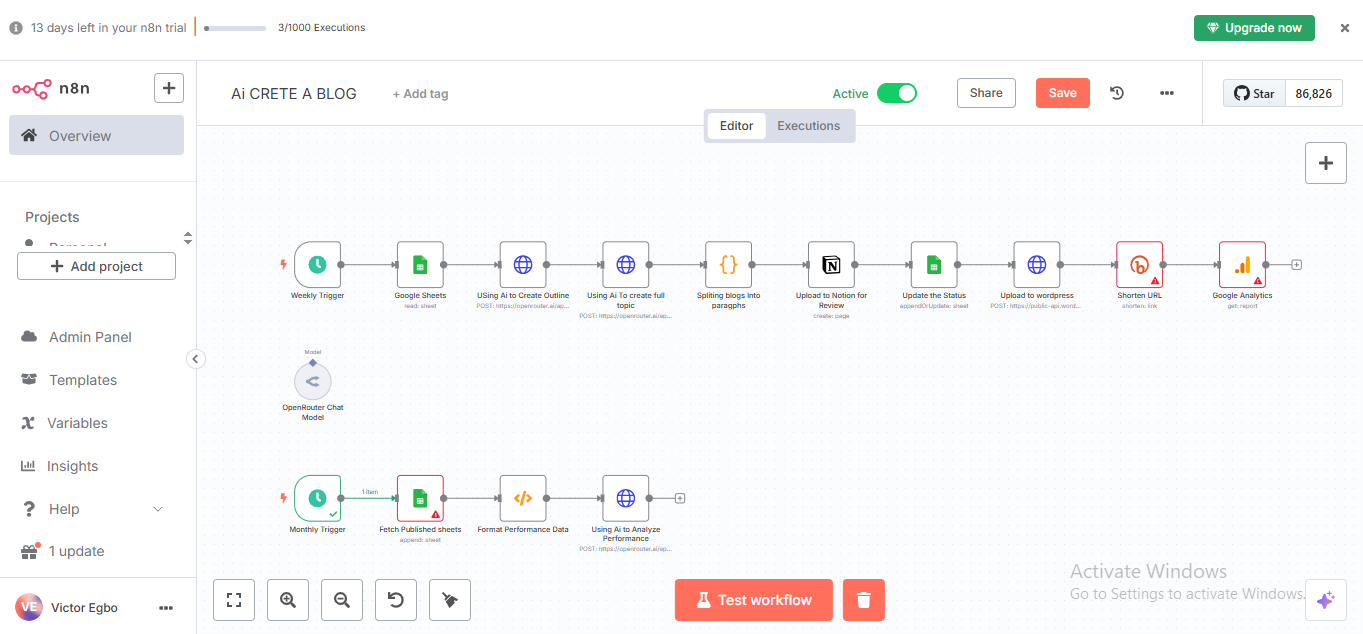 13 days left in your n8n trial
3/1000 Executions
Upgrade now
n8n
Ai CRETE A BLOG
+ Add tag
Active
Share
Save
Star
86,826
Editor
Executions
Overview
Projects
Personal
Add project
Admin Panel
Templates
Variables
Insights
Help
1 update
VE
Victor Egbo
Weekly Trigger
Google Sheets
read: sheet
USing Ai to Create Outline
POST: https://openrouter.ai/ap...
Using Ai To create full
topic
POST: https://openrouter.ai/ap...
Spliting blogs Into
paragphs
Upload to Notion for
Review
create: page
Update the Status
appendOrUpdate: sheet
Upload to wordpress
POST: https://public-api.word...
Shorten URL
shorten: link
Google Analytics
get: report
Model
OpenRouter Chat
Model
1 item
Monthly Trigger
Fetch Published sheets
append: sheet
Format Performance Data
Using Ai to Analyze
Performance
POST: https://openrouter.ai/ap...
Test workflow
Activate Windows
Go to Settings to activate Windows.